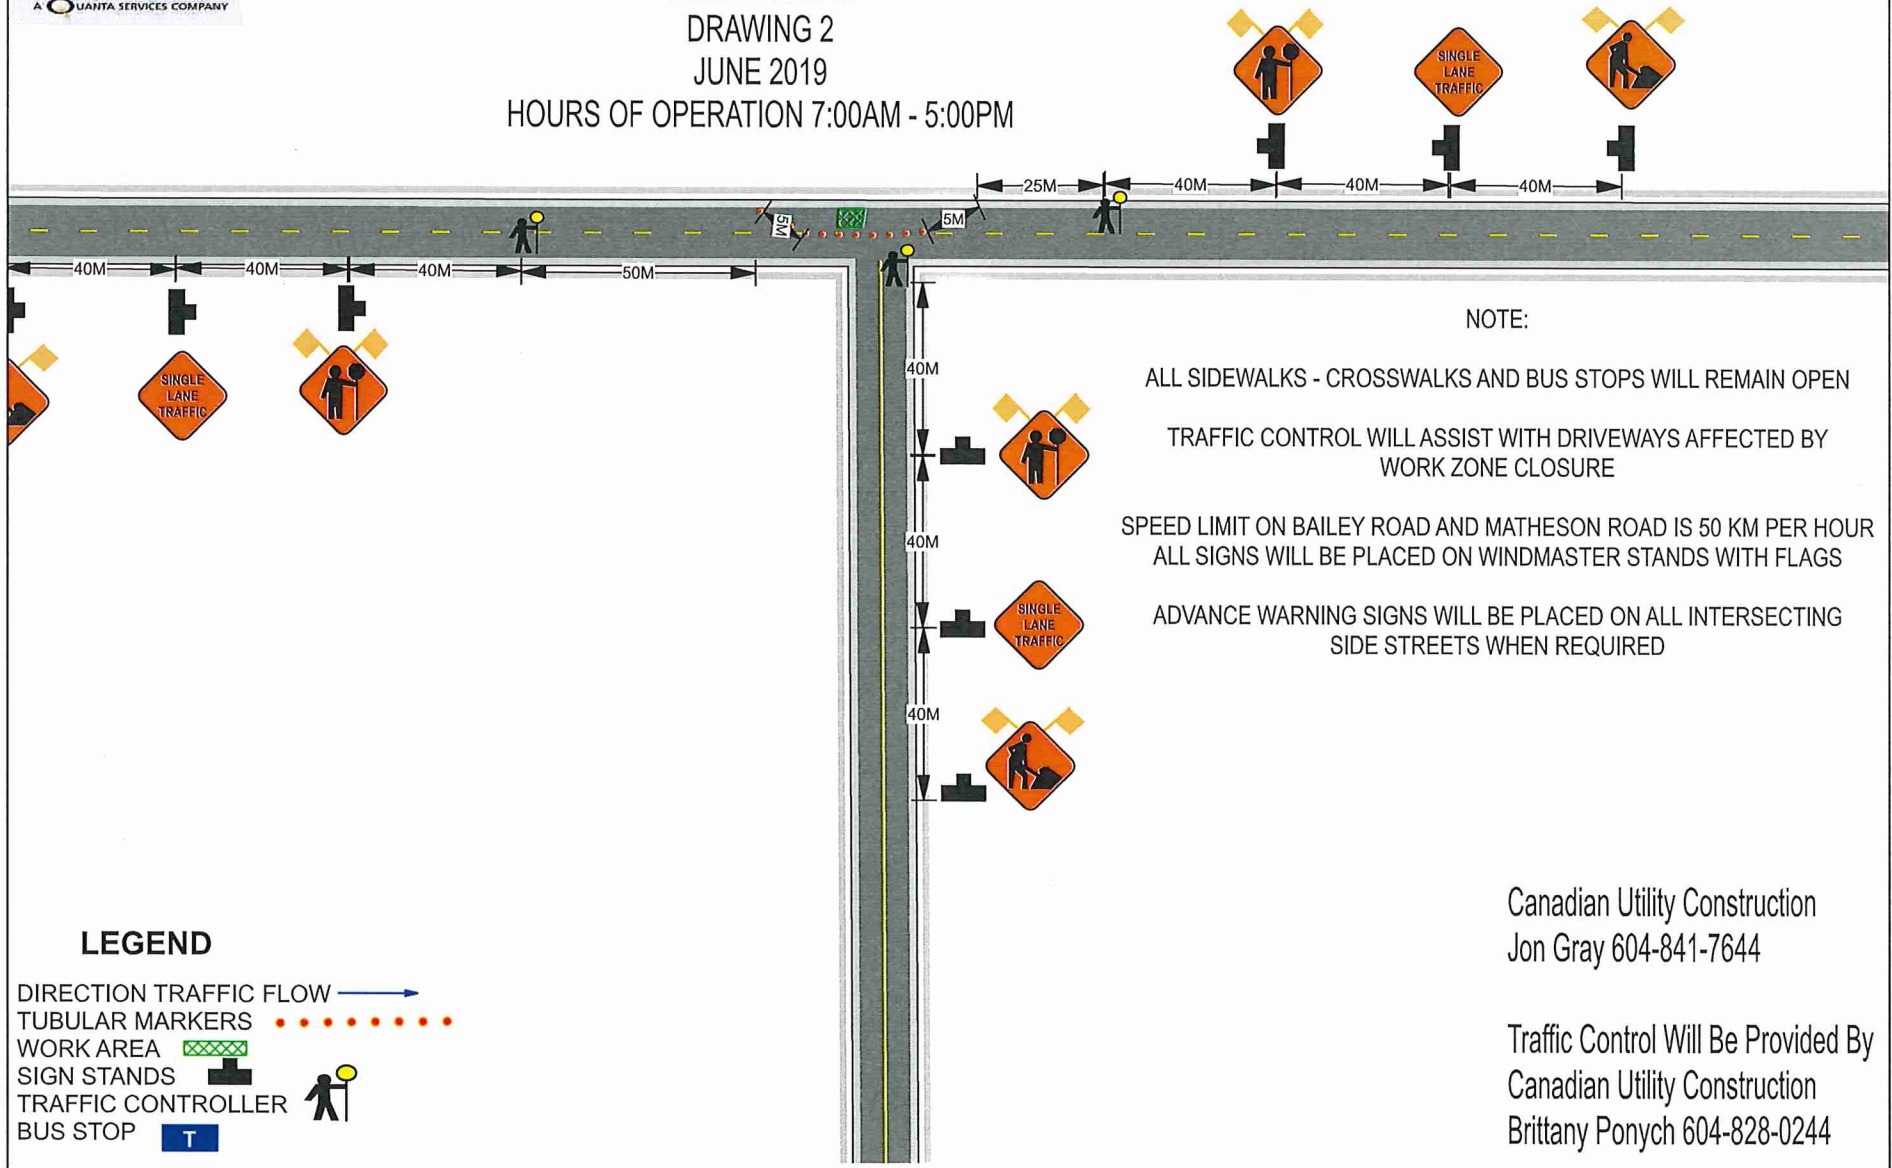 A QUANTA SERVICES COMPANY
DRAWING 2
JUNE 2019
HOURS OF OPERATION 7:00AM - 5:00PM
SINGLE
LANE
TRAFFIC
25M
40M
40M
40M
5M
5M
40M
40M
40M
50M
SINGLE
LANE
TRAFFIC
40M
40M
SINGLE
LANE
TRAFFIC
40M
NOTE:
ALL SIDEWALKS - CROSSWALKS AND BUS STOPS WILL REMAIN OPEN
TRAFFIC CONTROL WILL ASSIST WITH DRIVEWAYS AFFECTED BY
WORK ZONE CLOSURE
SPEED LIMIT ON BAILEY ROAD AND MATHESON ROAD IS 50 KM PER HOUR
ALL SIGNS WILL BE PLACED ON WINDMASTER STANDS WITH FLAGS
ADVANCE WARNING SIGNS WILL BE PLACED ON ALL INTERSECTING
SIDE STREETS WHEN REQUIRED
LEGEND
DIRECTION TRAFFIC FLOW
TUBULAR MARKERS
WORK AREA
SIGN STANDS
TRAFFIC CONTROLLER
BUS STOP T
Canadian Utility Construction
Jon Gray 604-841-7644
Traffic Control Will Be Provided By
Canadian Utility Construction
Brittany Ponych 604-828-0244